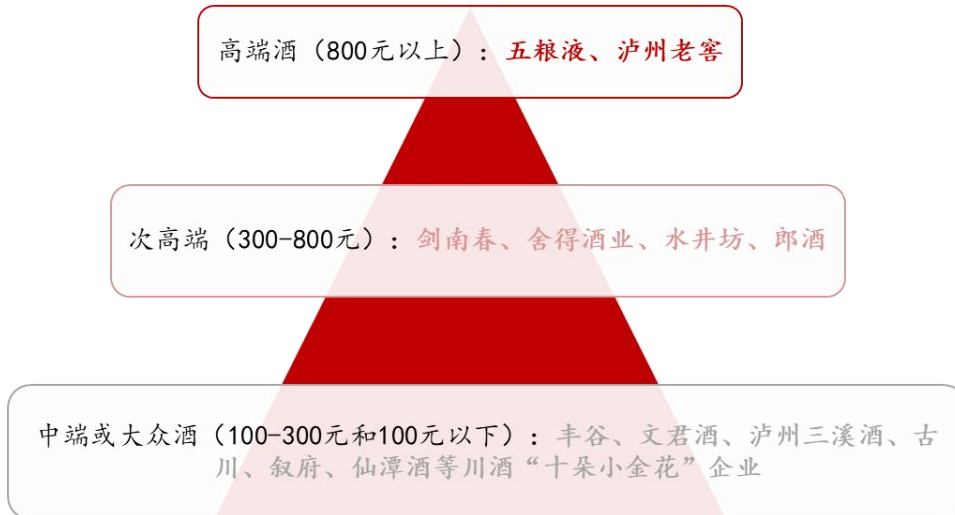 高端酒（800元以上）：五粮液、泸州老窖
次高端（300-800元）：剑南春、舍得酒业、水井坊、郎酒
中端或大众酒（100-300元和100元以下）：丰谷、文君酒、泸州三溪酒、古
川、叙府、仙潭酒等川酒“十朵小金花”企业